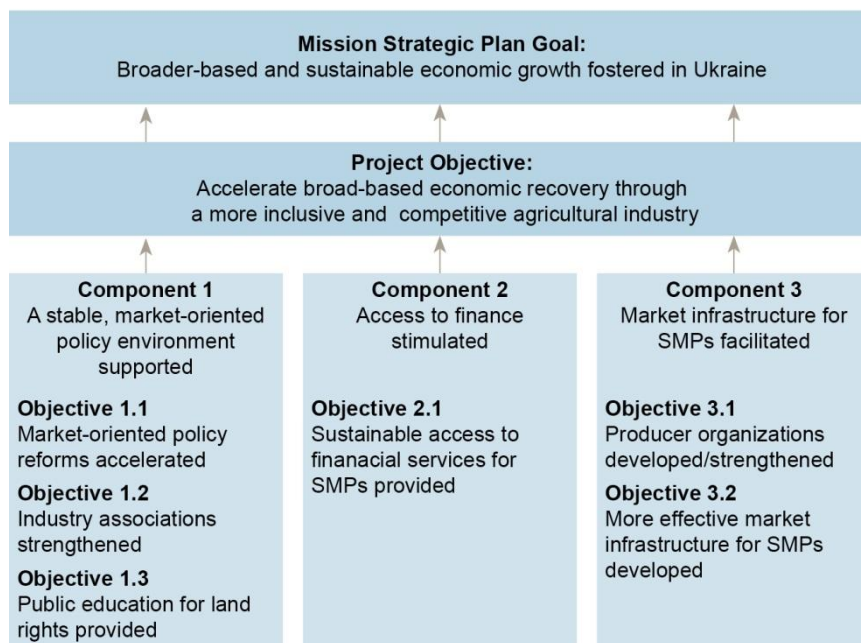 Mission Strategic Plan Goal:
Broader-based and sustainable economic growth fostered in Ukraine
Project Objective:
Accelerate broad-based economic recovery through
a more inclusive and competitive agricultural industry
Component 1
A stable, market-oriented
policy environment
supported
Objective 1.1
Market-oriented policy
reforms accelerated
Objective 1.2
Industry associations
strengthened
Objective 1.3
Public education for land
rights provided
Component 2
Access to finance
stimulated
Objective 2.1
Sustainable access to
finanacial services for
SMPs provided
Component 3
Market infrastructure for
SMPs facilitated
Objective 3.1
Producer organizations
developed/strengthened
Objective 3.2
More effective market
infrastructure for SMPs
developed